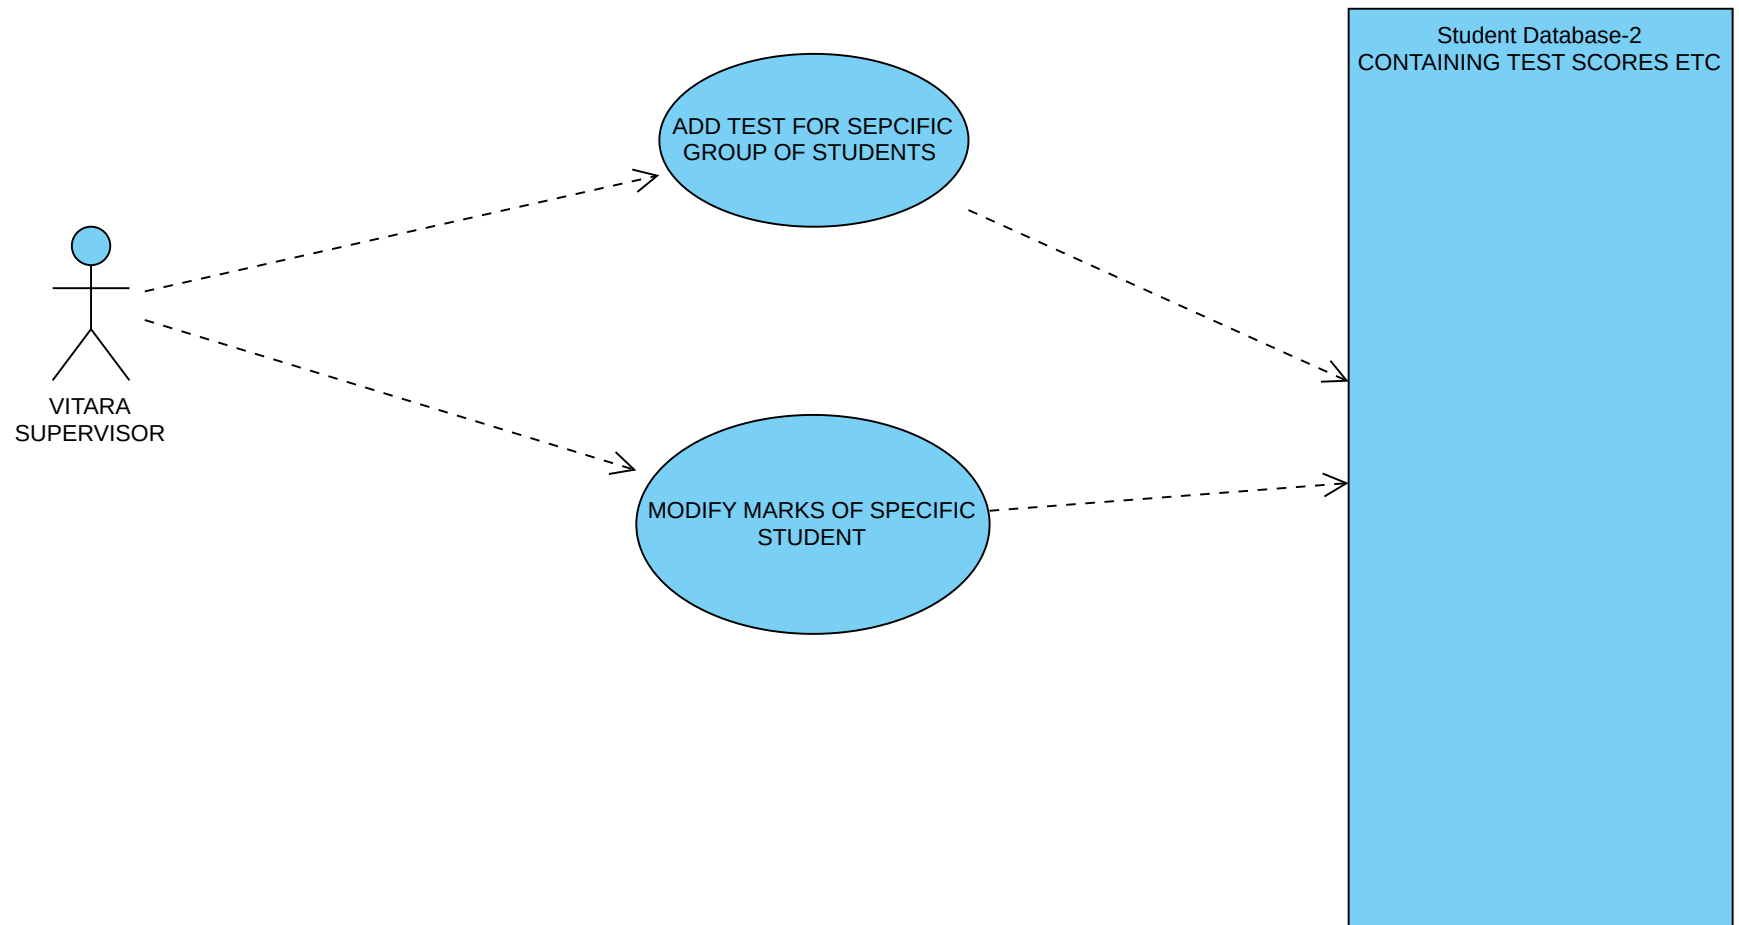 Student Database-2
CONTAINING TEST SCORES ETC
ADD TEST FOR SEPCIFIC
GROUP OF STUDENTS
VITARA
SUPERVISOR
MODIFY MARKS OF SPECIFIC
STUDENT